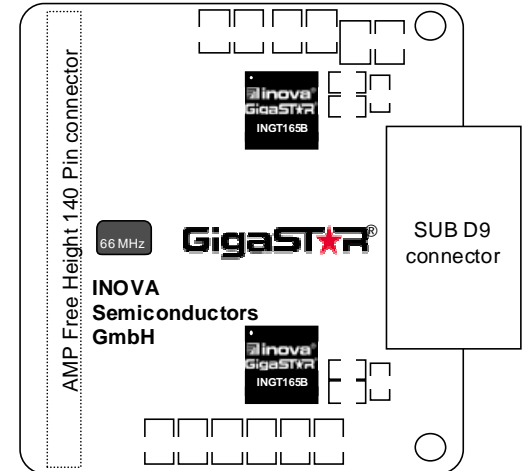 AMP Free Height 140 Pin connector
inova®
GigaSTAR
INGT165B
66 MHz
GigaSTAR®
SUB D9
connector
INOVA
Semiconductors
GmbH
inova®
GigaSTAR
INGT165B